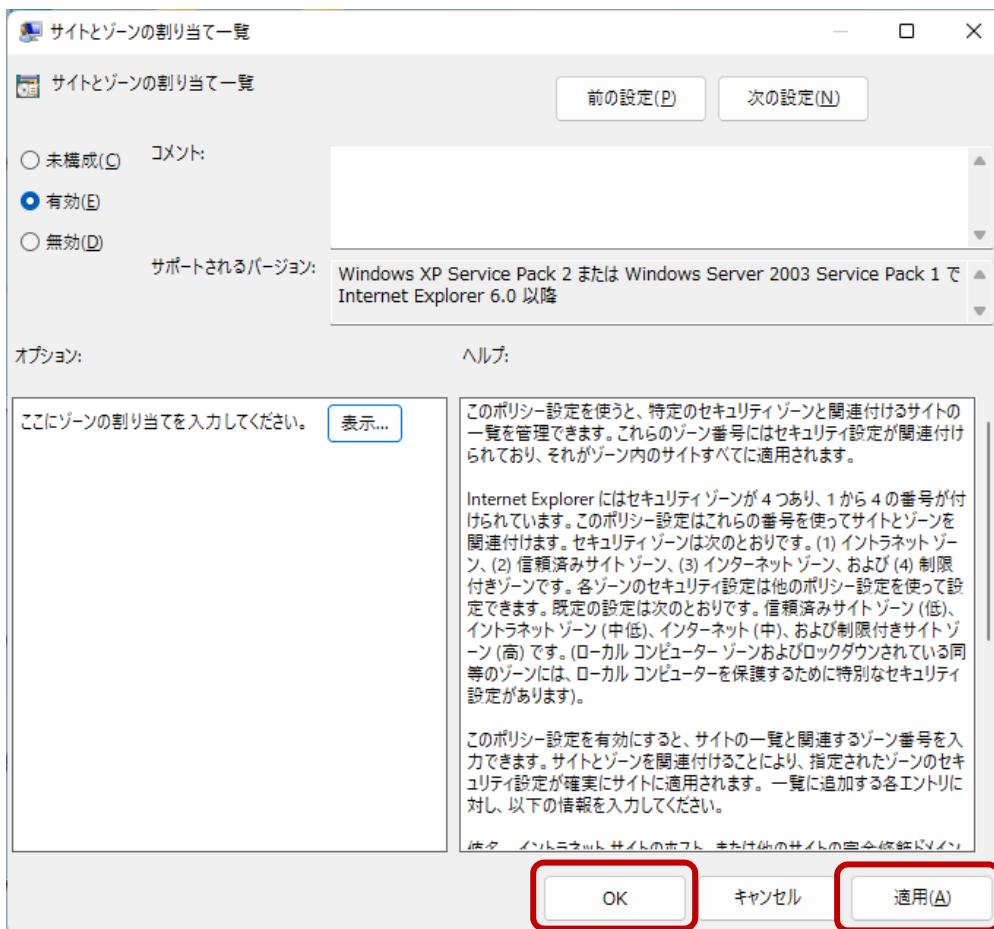 サイトとゾーンの割り当て一覧
サイトとゾーンの割り当て一覧
前の設定(P)
次の設定(N)
未構成(C)
コメント:
有効(E)
無効(D)
サポートされるバージョン:
Windows XP Service Pack 2 または Windows Server 2003 Service Pack 1 で
Internet Explorer 6.0 以降
オプション:
ヘルプ:
ここにゾーンの割り当てを入力してください。
表示...
このポリシー設定を使うと、特定のセキュリティ ゾーンと関連付けるサイトの
一覧を管理できます。これらのゾーン番号にはセキュリティ設定が関連付け
られており、それがゾーン内のサイトすべてに適用されます。
Internet Explorer にはセキュリティ ゾーンが 4 つあり、1 から 4 の番号が付
けられています。このポリシー設定はこれらの番号を使ってサイトとゾーンを
関連付けます。セキュリティ ゾーンは次のとおりです。(1) イントラネット ゾー
ン、(2) 信頼済みサイト ゾーン、(3) インターネット ゾーン、および (4) 制限
付きゾーンです。各ゾーンのセキュリティ設定は他のポリシー設定を使って設
定できます。既定の設定は次のとおりです。信頼済みサイト ゾーン (低)、
イントラネット ゾーン (中低)、インターネット (中)、および制限付きサイト ゾ
ーン (高) です。(ローカル コンピューター ゾーンおよびロックダウンされている同
等のゾーンには、ローカル コンピューターを保護するために特別なセキュリティ
設定があります)。
このポリシー設定を有効にすると、サイトの一覧と関連するゾーン番号を入
力できます。サイトとゾーンを関連付けることにより、指定されたゾーンのセキ
ュリティ設定が確実にサイトに適用されます。 一覧に追加する各エントリに
対し、以下の情報を入力してください。
イントラネット サイトのホスト、または他のサイトの完全修飾ドメイン
OK
キャンセル
適用(A)